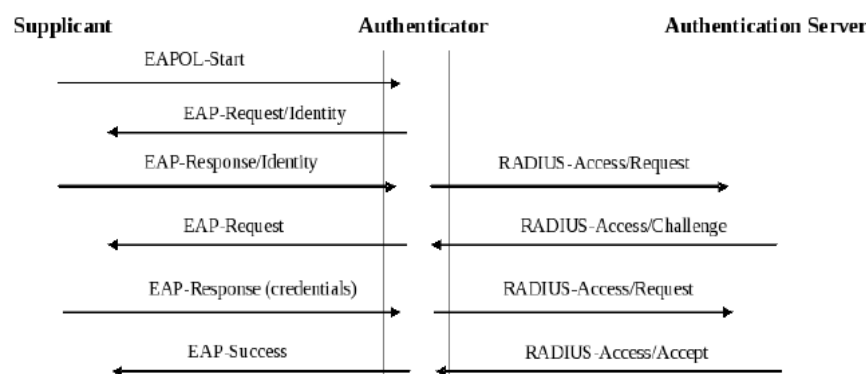 Supplicant
Authenticator
Authentication Server
EAPOL-Start
EAP-Request/Identity
EAP-Response/Identity
RADIUS-Access/Request
EAP-Request
RADIUS-Access/Challenge
EAP-Response (credentials)
RADIUS-Access/Request
EAP-Success
RADIUS-Access/Accept